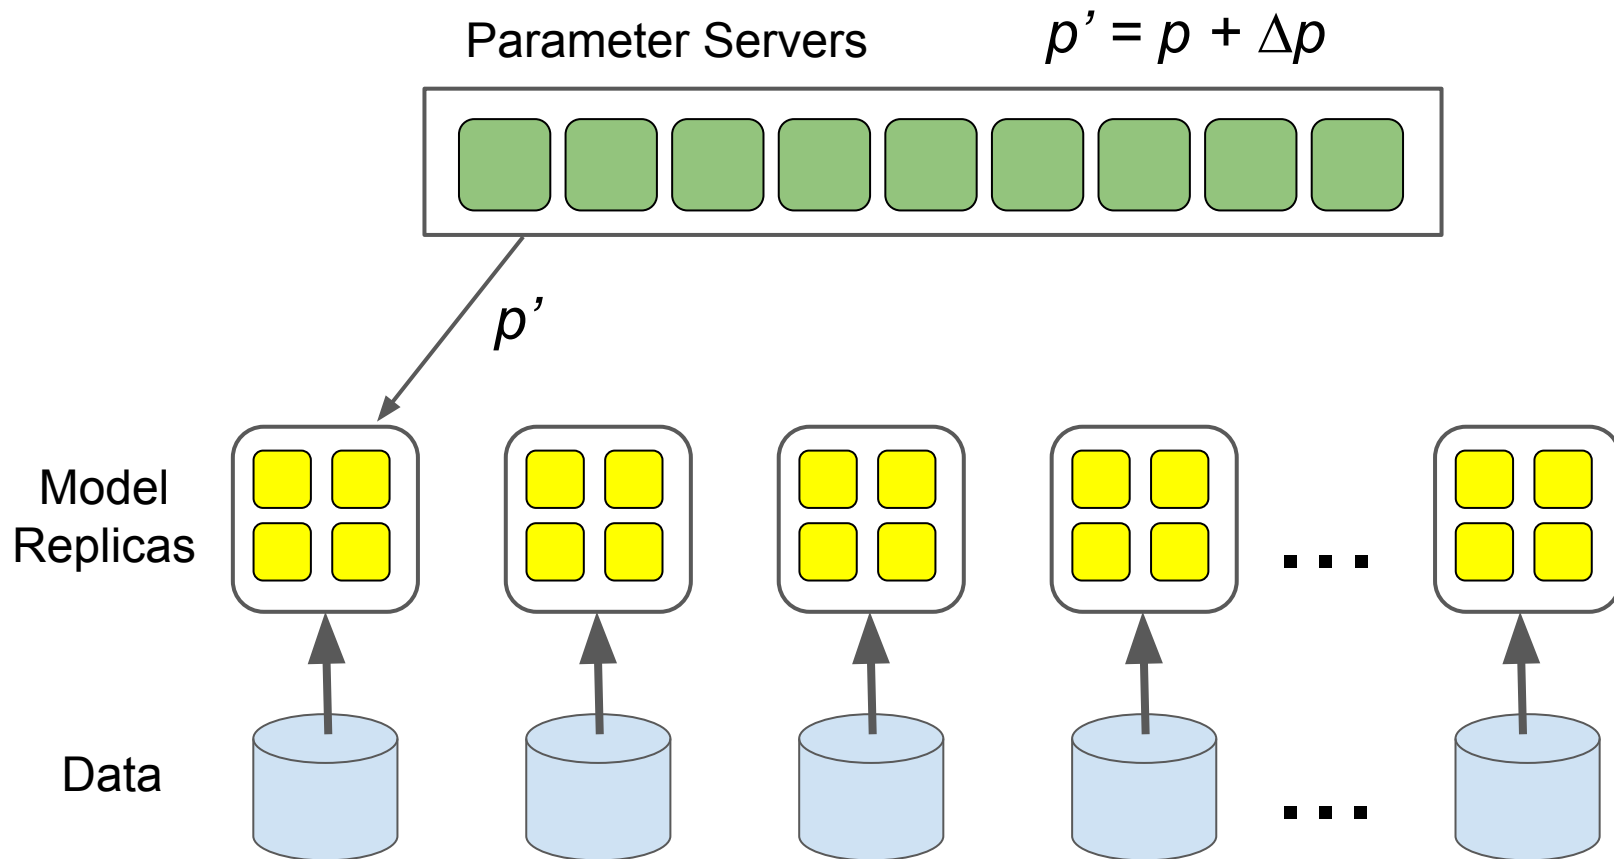 Parameter Servers
p’ = p + Δp
p’
Model
Replicas
...
Data
...